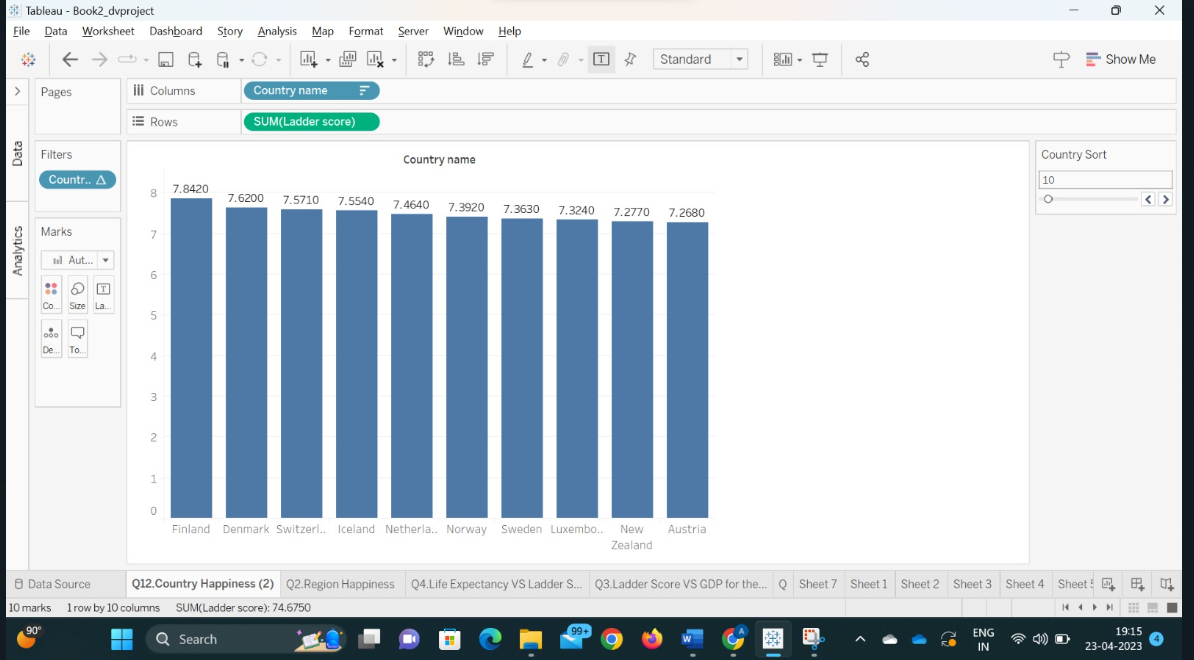 Tableau - Book2_dvproject
File Data Worksheet Dashboard Story Analysis Map Format Server Window Help
Standard
Show Me
Pages
Columns
Country name
Rows
SUM(Ladder score)
Data
Analytics
Filters
Countr..
Marks
Aut...
Co... Size La...
De... To...
Country name
8
7
6
5
4
3
2
1
0
7.8420 7.6200 7.5710 7.5540 7.4640 7.3920 7.3630 7.3240 7.2770 7.2680
Finland Denmark Switzerl.. Iceland Netherla.. Norway Sweden Luxembo.. New Austria
Zealand
Country Sort
10
Data Source Q12.Country Happiness (2) Q2.Region Happiness Q4.Life Expectancy VS Ladder S... Q3.Ladder Score VS GDP for the... Q Sheet 7 Sheet 1 Sheet 2 Sheet 3 Sheet 4 Sheet
10 marks 1 row by 10 columns SUM(Ladder score): 74.6750
90°
Search
99+
ENG
IN
19:15
23-04-2023
4